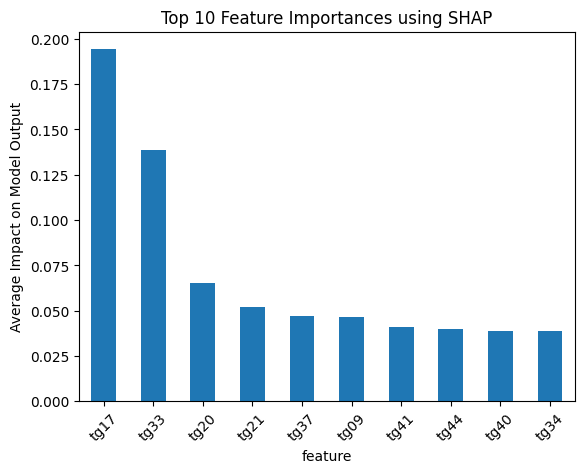 Top 10 Feature Importances using SHAP
Average Impact on Model Output
0.200
0.175
0.150
0.125
0.100
0.075
0.050
0.025
0.000
tg17
tg33
tg20
tg21
tg37
tg09
tg41
tg44
tg40
tg34
feature